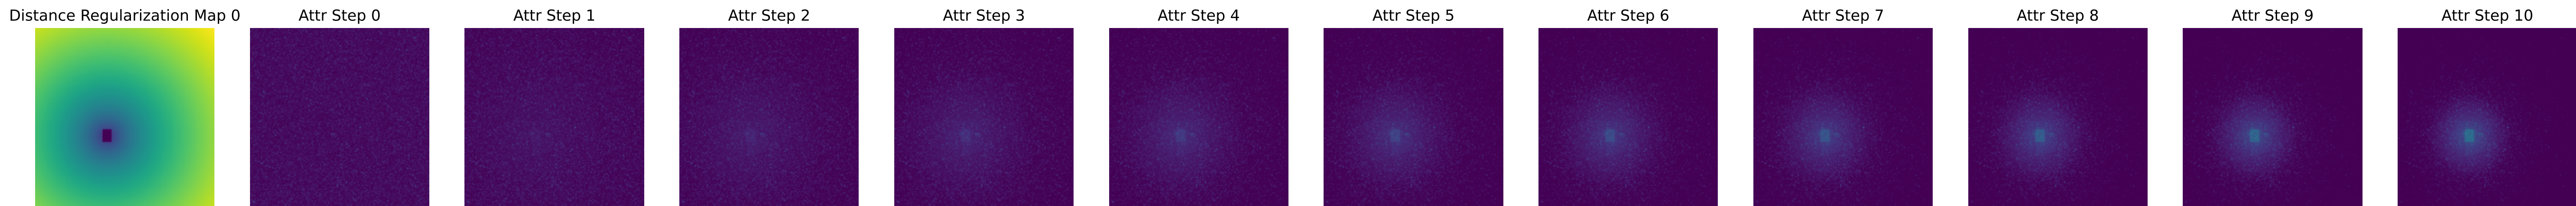 Distance Regularization Map 0
Attr Step 0
Attr Step 1
Attr Step 2
Attr Step 3
Attr Step 4
Attr Step 5
Attr Step 6
Attr Step 7
Attr Step 8
Attr Step 9
Attr Step 10